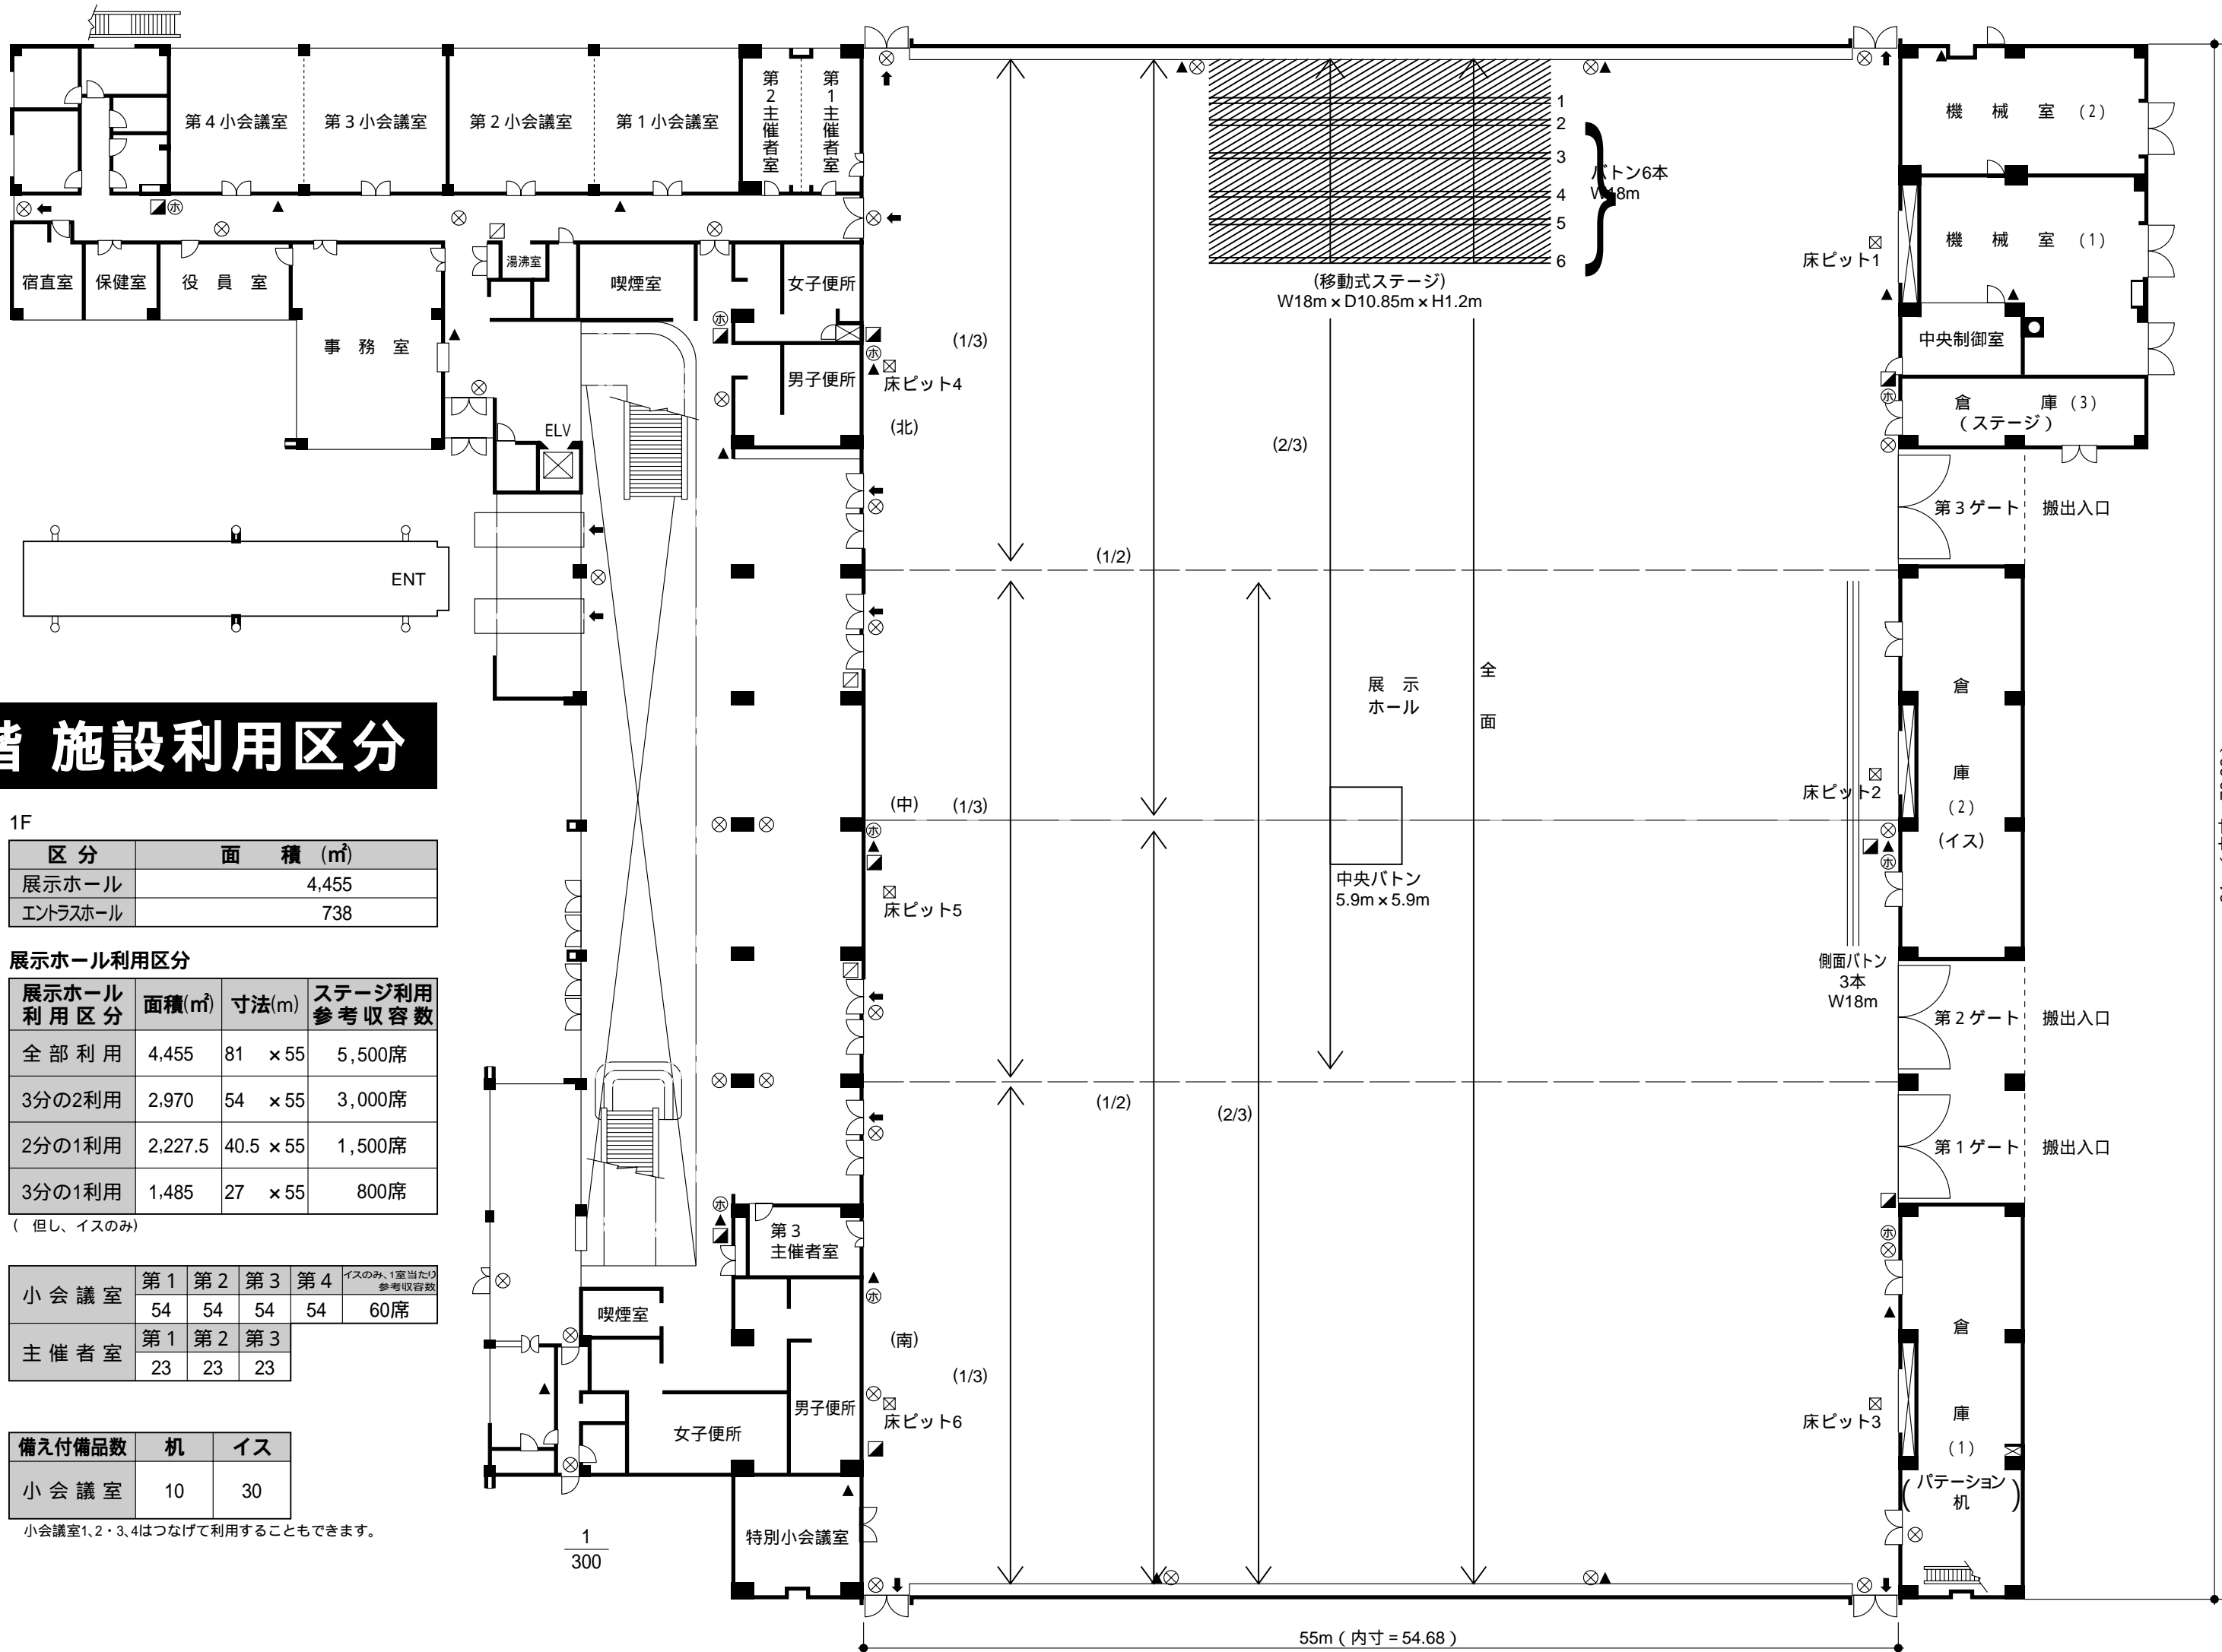 第4小会議室
第3小会議室
第2小会議室
第1小会議室
第2主催者室
第1主催者室
1
2
3
4
5
6
バトン6本
W18m
(移動式ステージ)
W18m×D10.85m×H1.2m
機 械 室 (2)
機 械 室 (1)
床ピット1
中央制御室
倉 庫 (3)
(ステージ)
宿直室
保健室
役 員 室
湯沸室
喫煙室
女子便所
事 務 室
男子便所
床ピット4
(北)
ELV
(1/3)
(2/3)
(1/2)
第3ゲート
搬出入口
ENT
展 示
ホール
全
面
倉
庫
(2)
(イス)
床ピット2
(中)
(1/3)
中央バトン
5.9m×5.9m
床ピット5
側面バトン
3本
W18m
第2ゲート
搬出入口
(1/2)
(2/3)
第1ゲート
搬出入口
第3
主催者室
喫煙室
(南)
(1/3)
男子便所
女子便所
床ピット6
床ピット3
倉
庫
(1)
(パテーション
机)
特別小会議室
1
300
55m(内寸=54.68)
階 施設利用区分
1F
区 分 面 積 (㎡)
展示ホール 4,455
エントラスホール 738
展示ホール利用区分
展示ホール利用区分 面積(㎡) 寸法(m) ステージ利用参考収容数
全部利用 4,455 81 ×55 5,500席
3分の2利用 2,970 54 ×55 3,000席
2分の1利用 2,227.5 40.5 ×55 1,500席
3分の1利用 1,485 27 ×55 800席
( 但し、イスのみ)
小会議室 第1 第2 第3 第4 イスのみ、1室当たり参考収容数
54 54 54 54 60席
主催者室 第1 第2 第3
23 23 23
備え付備品数 机 イス
小会議室 10 30
小会議室1、2・3、4はつなげて利用することもできます。